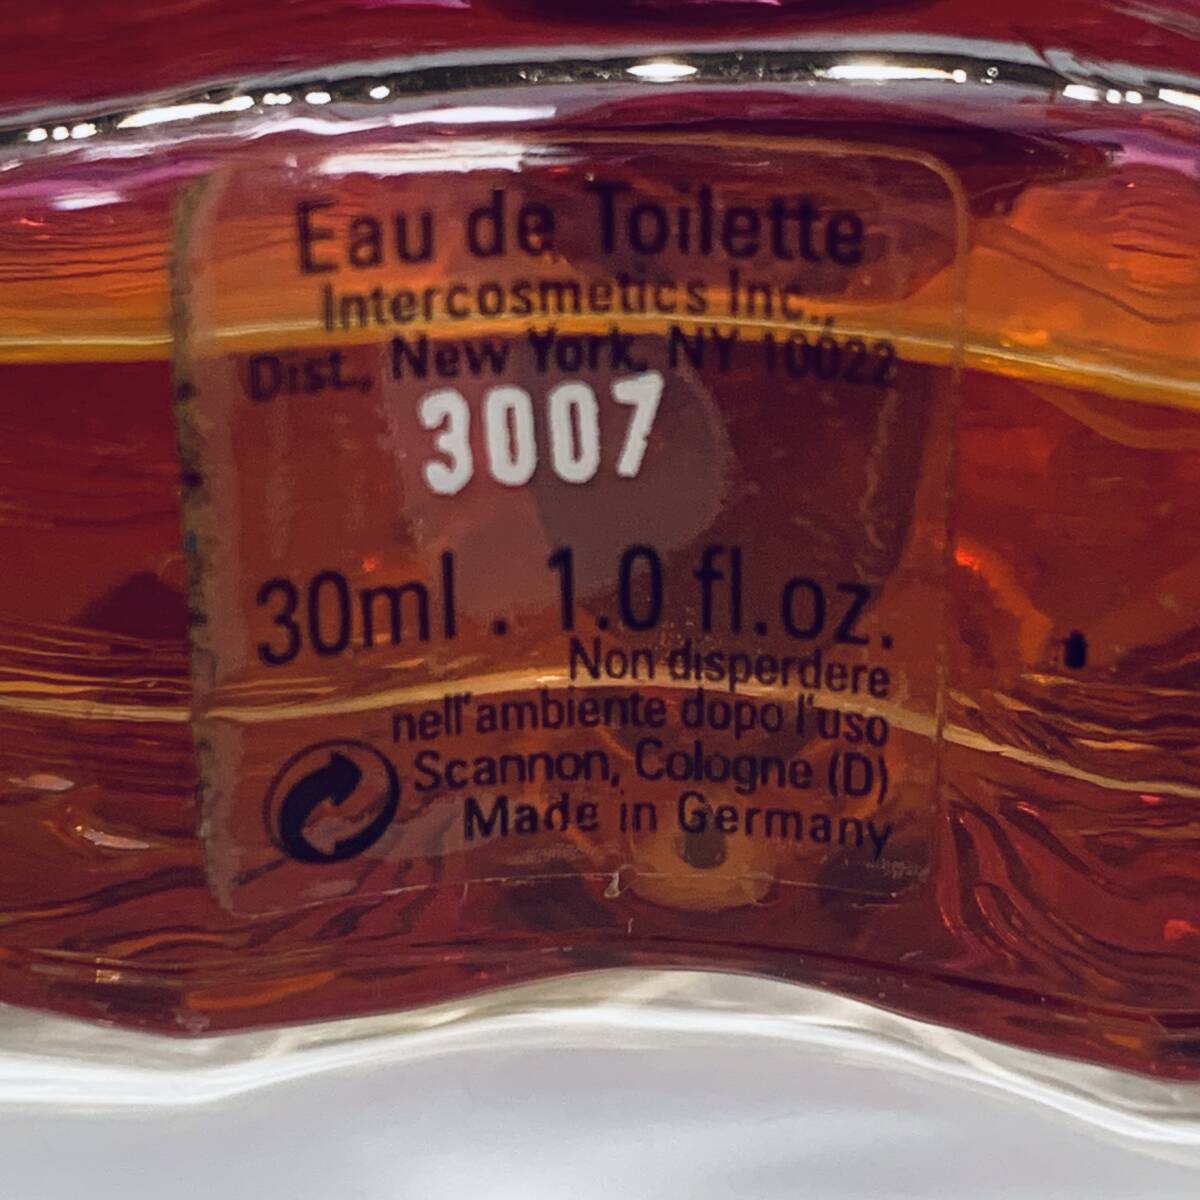 Eau de Toilette
Intercosmetics Inc.,
Dist., New York, NY 10022
3007
30ml . 1.0 fl.oz.
Non disperdere
nell'ambiente dopo l'uso
Scannon, Cologne (D)
Made in Germany